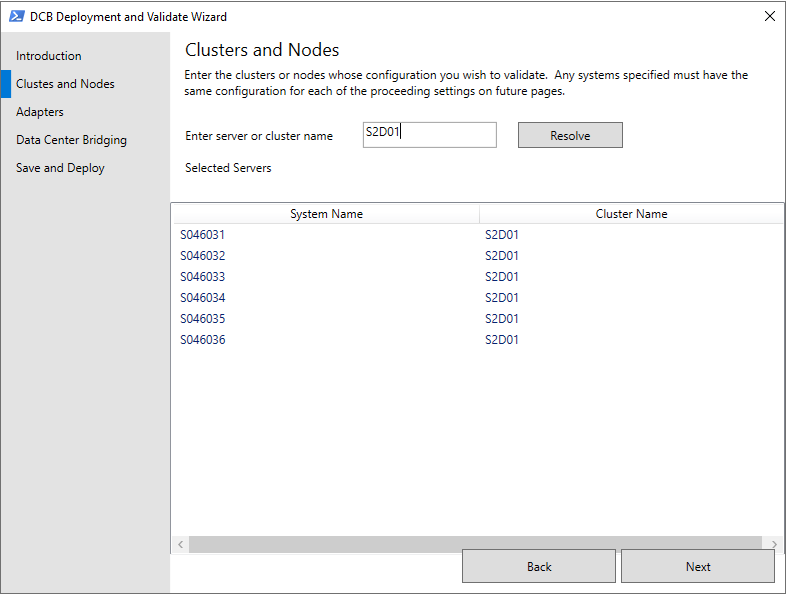 DCB Deployment and Validate Wizard
Introduction
Clustes and Nodes
Adapters
Data Center Bridging
Save and Deploy
Clusters and Nodes
Enter the clusters or nodes whose configuration you wish to validate. Any systems specified must have the
same configuration for each of the proceeding settings on future pages.
Enter server or cluster name S2D01 Resolve
Selected Servers
System Name Cluster Name
S046031 S2D01
S046032 S2D01
S046033 S2D01
S046034 S2D01
S046035 S2D01
S046036 S2D01
Back Next